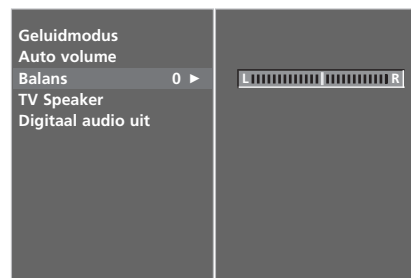 Geluidmodus
Auto volume
Balans 0 ►
L R
TV Speaker
Digitaal audio uit